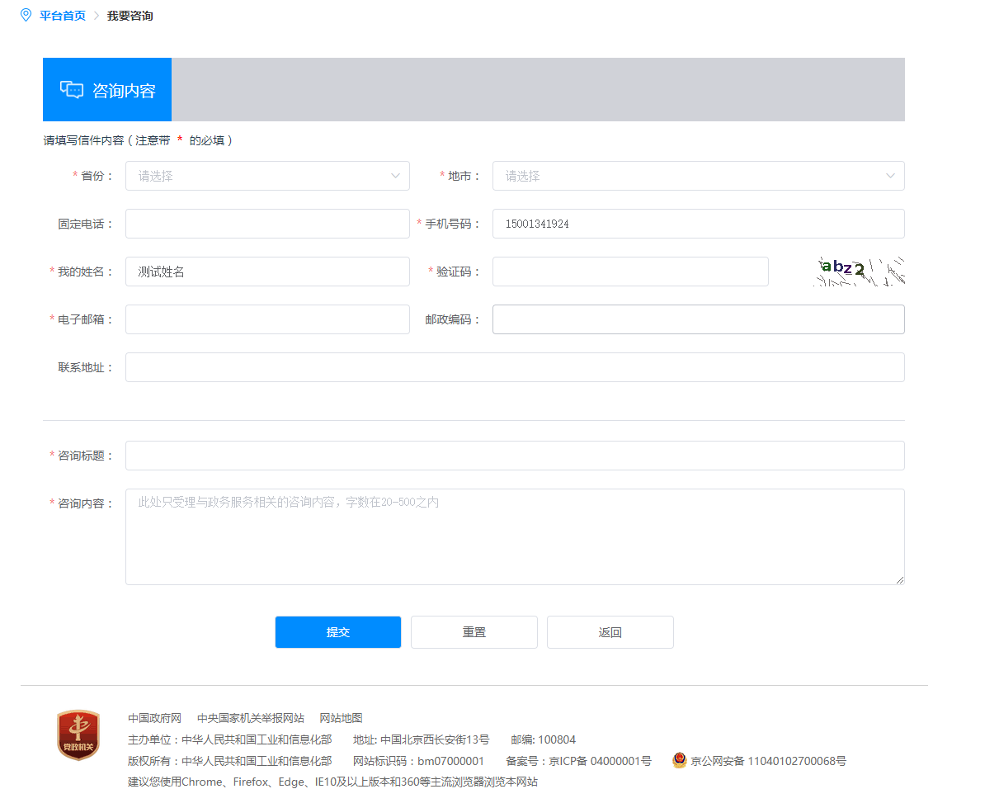 平台首页 > 我要咨询
咨询内容
请填写信件内容（注意带 * 的必填）
* 省份： 请选择 * 地市： 请选择
固定电话： * 手机号码： 15001341924
* 我的姓名： 测试姓名 * 验证码： abz2
* 电子邮箱： 邮政编码：
联系地址：
* 咨询标题：
* 咨询内容： 此处只受理与政务服务相关的咨询内容，字数在20-500之内
提交 重置 返回
党政机关
中国政府网 中央国家机关举报网站 网站地图
主办单位：中华人民共和国工业和信息化部 地址: 中国北京西长安街13号 邮编: 100804
版权所有：中华人民共和国工业和信息化部 网站标识码：bm07000001 备案号：京ICP备 04000001号 京公网安备 11040102700068号
建议您使用Chrome、Firefox、Edge、IE10及以上版本和360等主流浏览器浏览本网站